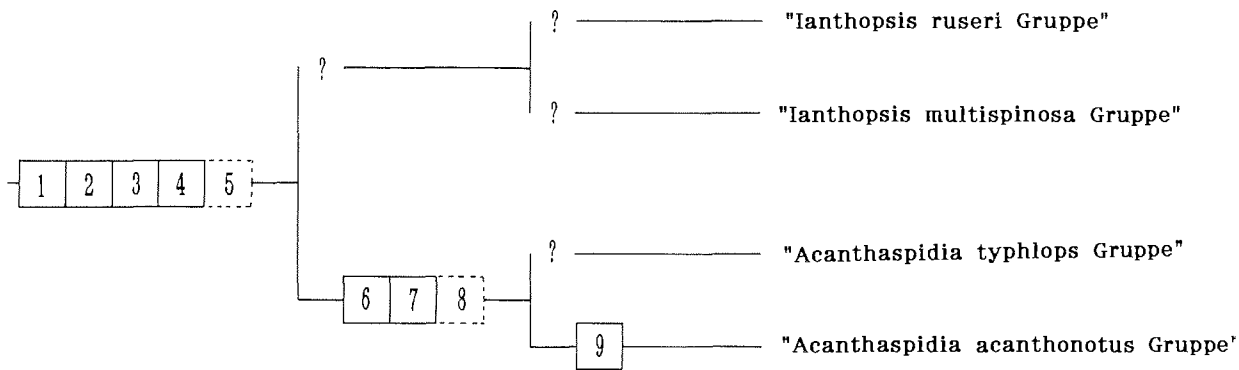 ? "Ianthopsis ruseri Gruppe"
?
? "Ianthopsis multispinosa Gruppe"
1 2 3 4 5
? "Acanthaspidia typhlops Gruppe"
6 7 8
9 "Acanthaspidia acanthonotus Gruppe"